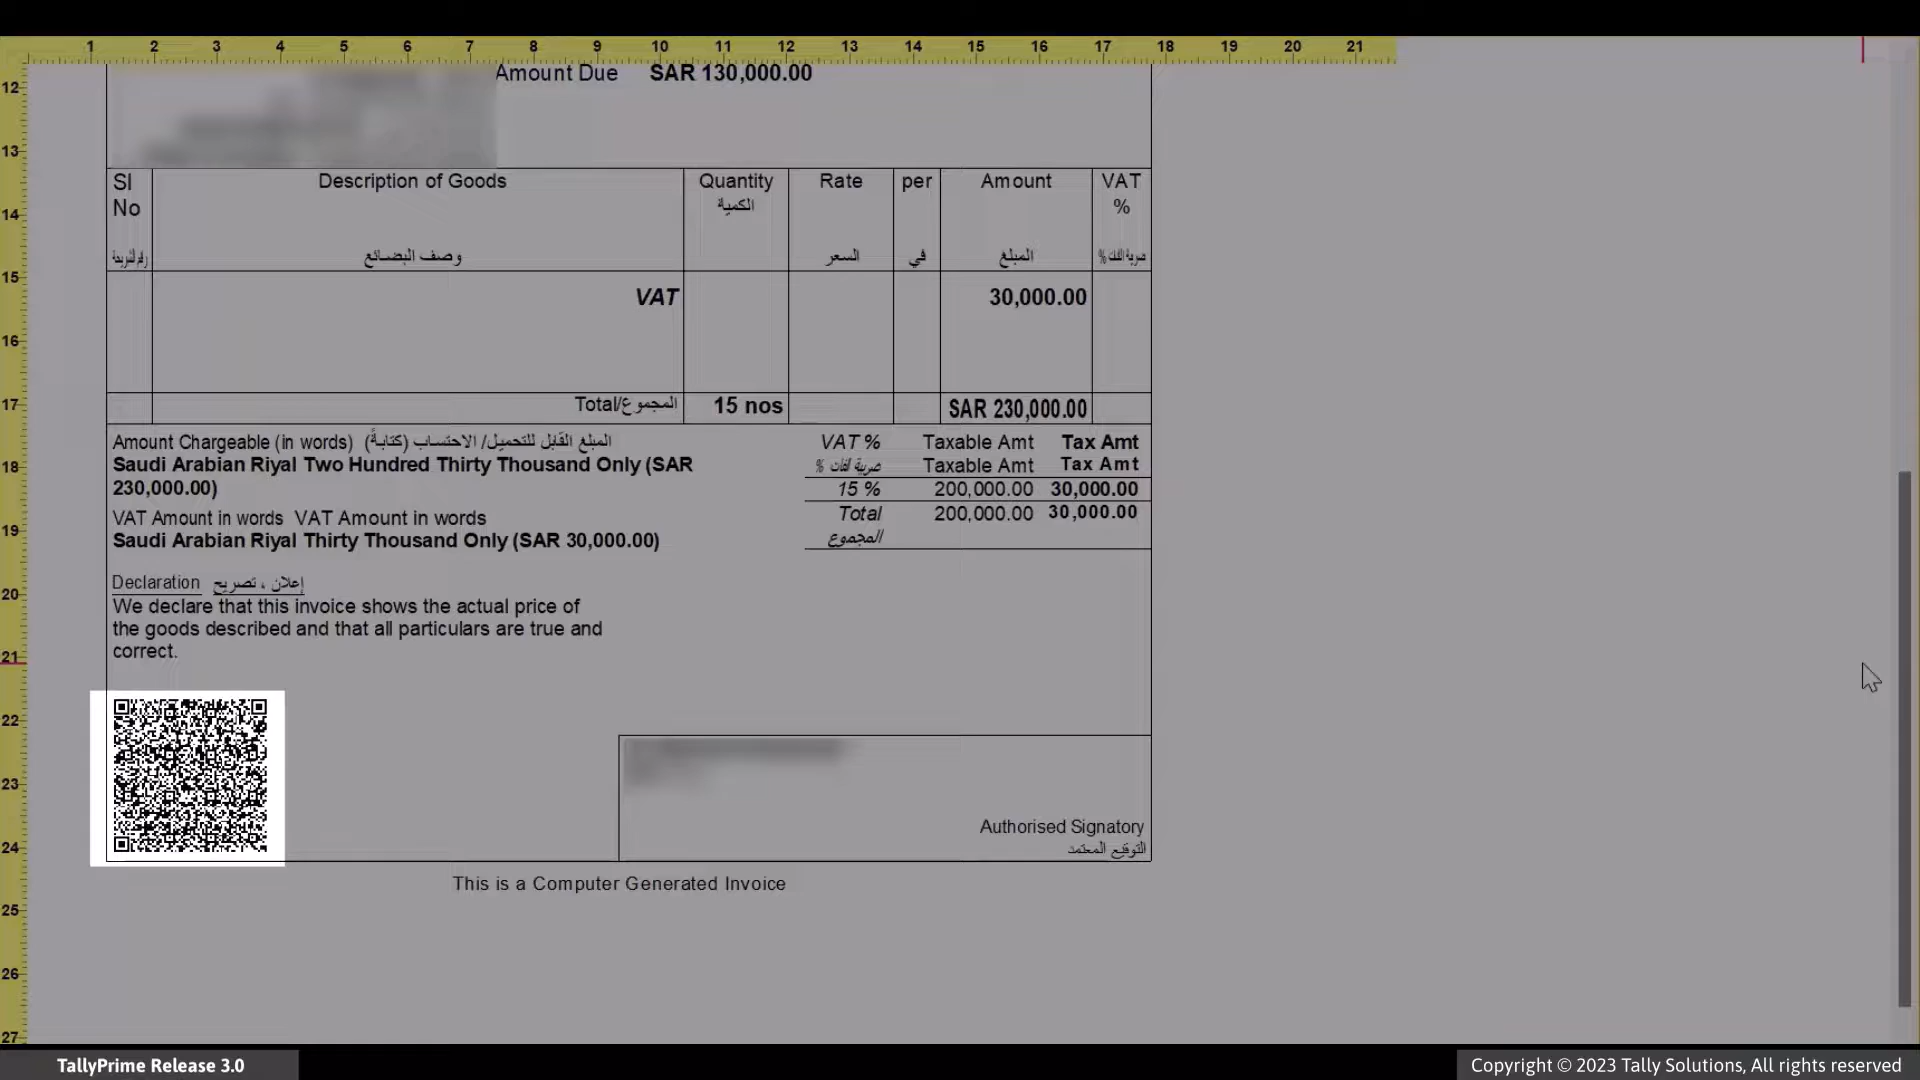 1 2 3 4 5 6 7 8 9 10 11 12 13 14 15 16 17 18 19 20 21
12
13
14
15
16
17
18
19
20
21
22
23
24
25
26
27
Amount Due SAR 130,000.00
Sl No Description of Goods Quantity Rate per Amount VAT %
الكمية
وصف البضائع السعر في المبلغ ضريبة القات %
VAT 30,000.00
Total/المجموع 15 nos SAR 230,000.00
Amount Chargeable (in words) المبلغ القابل للتحميل/ الاحتساب (كتابةً)
Saudi Arabian Riyal Two Hundred Thirty Thousand Only (SAR
230,000.00)
VAT Amount in words VAT Amount in words
Saudi Arabian Riyal Thirty Thousand Only (SAR 30,000.00)
VAT % Taxable Amt Tax Amt
ضريبة القات % Taxable Amt Tax Amt
15 % 200,000.00 30,000.00
Total 200,000.00 30,000.00
المجموع
Declaration إعلان ، تصريح
We declare that this invoice shows the actual price of
the goods described and that all particulars are true and
correct.
Authorised Signatory
التوقيع المعتمد
This is a Computer Generated Invoice
TallyPrime Release 3.0
Copyright © 2023 Tally Solutions, All rights reserved